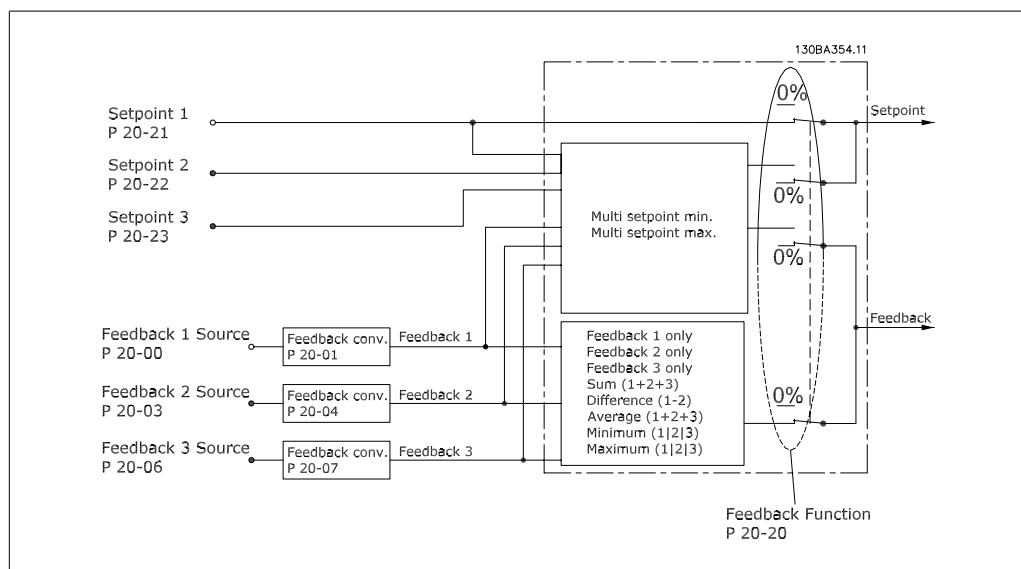 130BA354.11
0%
Setpoint
Setpoint 1
P 20-21
Setpoint 2
P 20-22
Setpoint 3
P 20-23
0%
Multi setpoint min.
Multi setpoint max.
0%
Feedback
Feedback 1 Source
P 20-00
Feedback conv.
P 20-01
Feedback 1
Feedback 2 Source
P 20-03
Feedback conv.
P 20-04
Feedback 2
Feedback 3 Source
P 20-06
Feedback conv.
P 20-07
Feedback 3
Feedback 1 only
Feedback 2 only
Feedback 3 only
Sum (1+2+3)
Difference (1-2)
Average (1+2+3)
Minimum (1|2|3)
Maximum (1|2|3)
0%
Feedback Function
P 20-20